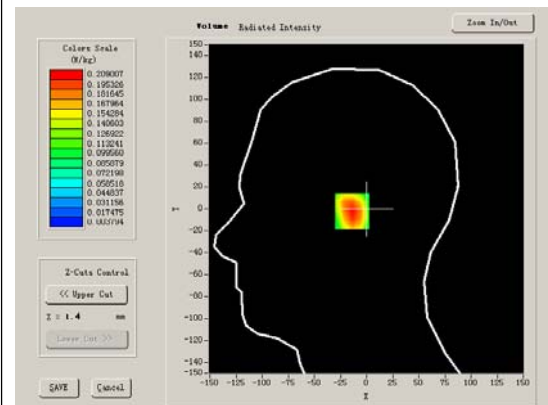 Volume Radiated Intensity
Zoom In/Out
Colors Scale
(W/kg)
0.209007
0.195326
0.181645
0.167964
0.154284
0.140603
0.126922
0.113241
0.099560
0.085879
0.072198
0.058518
0.044837
0.031156
0.017475
0.003794
150
140
120
100
80
60
40
20
Y
0
-20
-40
-60
-80
-100
-120
-140
-150
-150 -125 -100 -75 -50 -25 0 25 50 75 100 125 150
X
Z-Cuts Control
<< Upper Cut
Z = 1.4 mm
Lower Cut >>
SAVE
Cancel